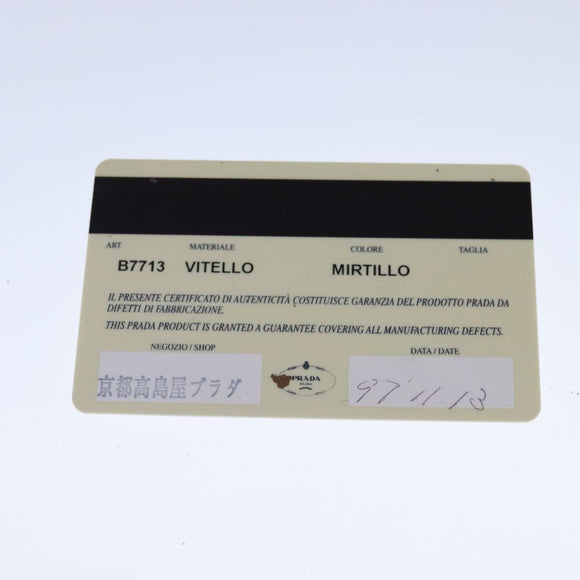 ART. MATERIALE COLORE TAGLIA
B7713 VITELLO MIRTILLO
IL PRESENTE CERTIFICATO DI AUTENTICITÀ COSTITUISCE GARANZIA DEL PRODOTTO PRADA DA
DIFETTI DI FABBRICAZIONE.
THIS PRADA PRODUCT IS GRANTED A GUARANTEE COVERING ALL MANUFACTURING DEFECTS.
NEGOZIO / SHOP DATA / DATE
京都高島屋プラダ PRADA 97'11 13
MILANO